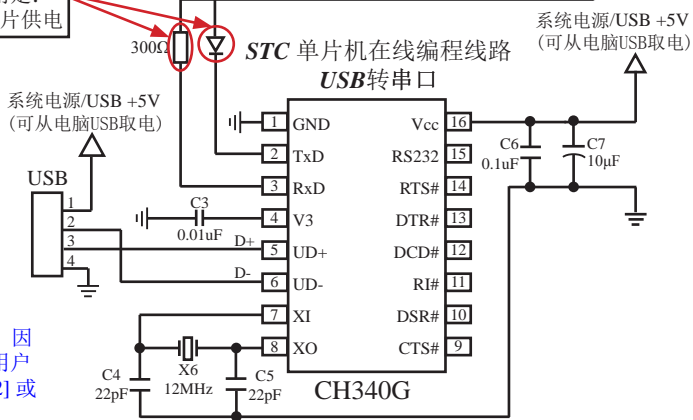 片供电
300Ω
STC 单片机在线编程线路
USB转串口
系统电源/USB +5V
(可从电脑USB取电)
系统电源/USB +5V
(可从电脑USB取电)
USB
1
2
3
4
1 GND
2 TxD
3 RxD
4 V3
5 UD+
6 UD-
7 XI
8 XO
Vcc 16
RS232 15
RTS# 14
DTR# 13
DCD# 12
RI# 11
DSR# 10
CTS# 9
C3
0.01uF
D+
D-
C6
0.1uF
C7
10μF
C4
22pF
X6
12MHz
C5
22pF
CH340G
因
用户
2] 或